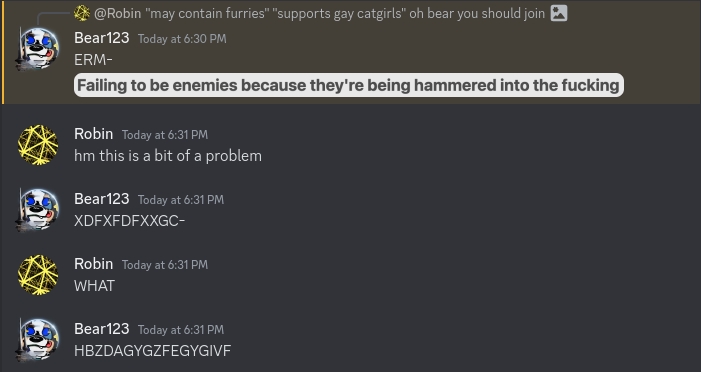 @Robin "may contain furries" "supports gay catgirls" oh bear you should join
Bear123 Today at 6:30 PM
ERM-
Failing to be enemies because they're being hammered into the fucking
Robin Today at 6:31 PM
hm this is a bit of a problem
Bear123 Today at 6:31 PM
XDFXFDFXXGC-
Robin Today at 6:31 PM
WHAT
Bear123 Today at 6:31 PM
HBZDAGYGZFEGYGIVF